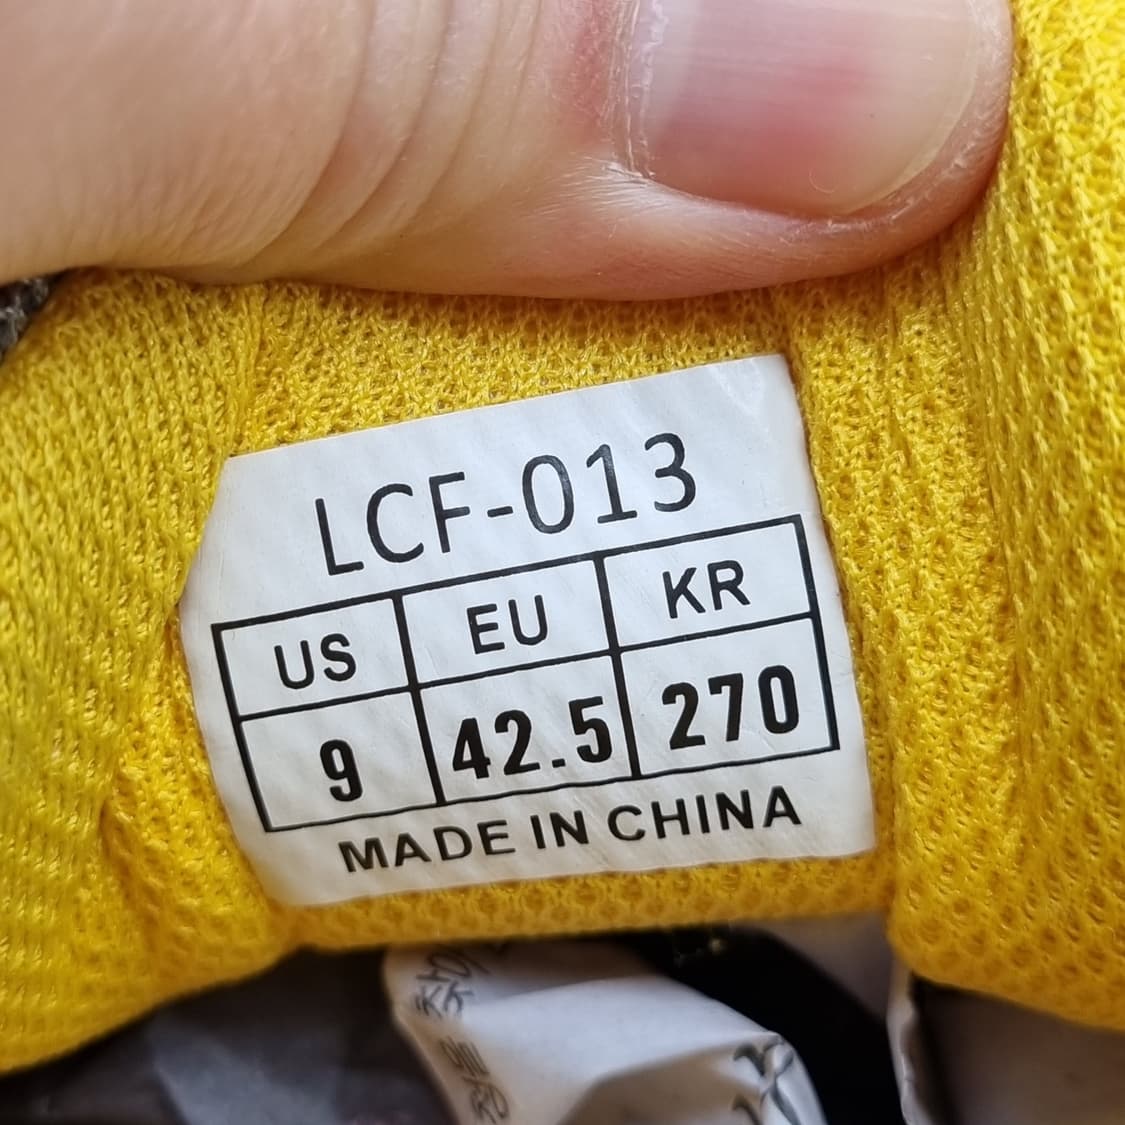 LCF-013
US EU KR
9 42.5 270
MADE IN CHINA